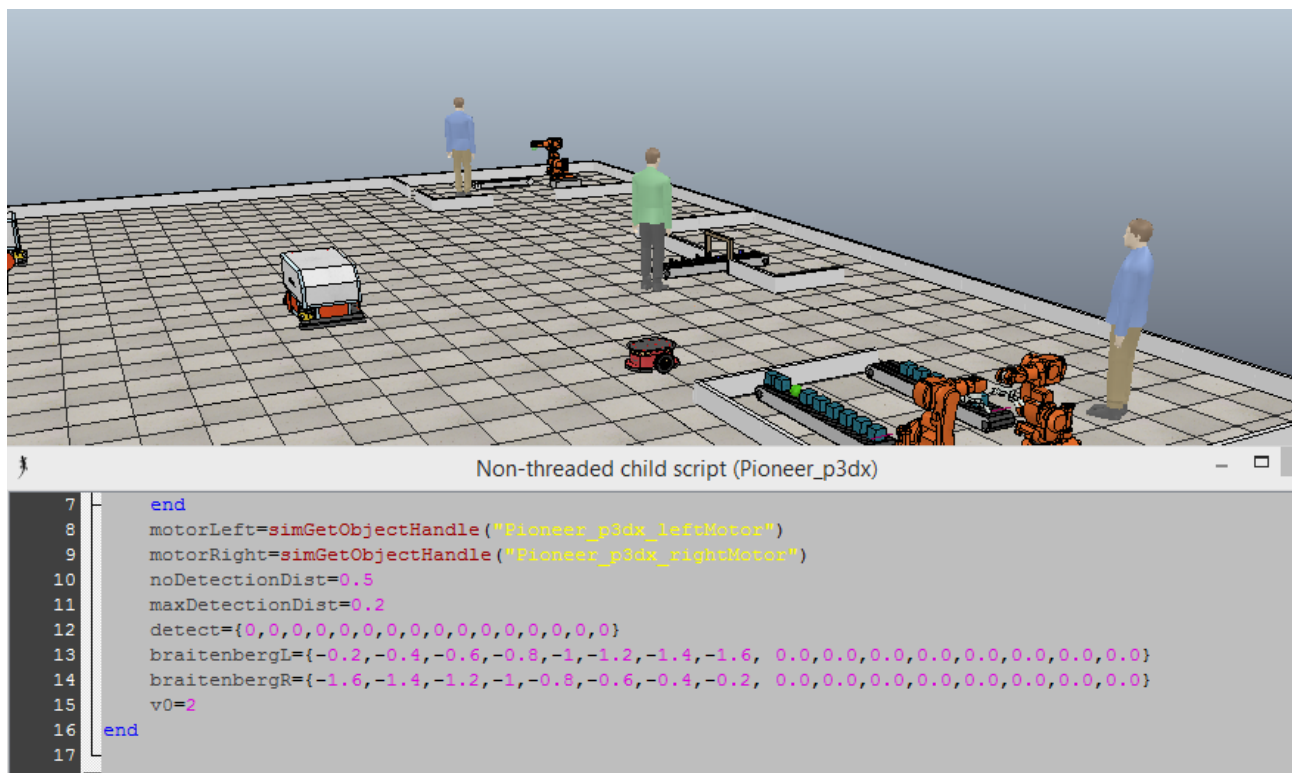 Non-threaded child script (Pioneer_p3dx)
7 end
8 motorLeft=simGetObjectHandle("Pioneer_p3dx_leftMotor")
9 motorRight=simGetObjectHandle("Pioneer_p3dx_rightMotor")
10 noDetectionDist=0.5
11 maxDetectionDist=0.2
12 detect={0,0,0,0,0,0,0,0,0,0,0,0,0,0,0,0}
13 braitenbergL={-0.2,-0.4,-0.6,-0.8,-1,-1.2,-1.4,-1.6, 0.0,0.0,0.0,0.0,0.0,0.0,0.0,0.0}
14 braitenbergR={-1.6,-1.4,-1.2,-1,-0.8,-0.6,-0.4,-0.2, 0.0,0.0,0.0,0.0,0.0,0.0,0.0,0.0}
15 v0=2
16 end
17